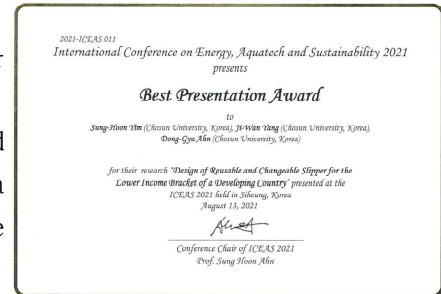 2021-ICEAS 011
International Conference on Energy, Aquatech and Sustainability 2021
presents
Best Presentation Award
to
Sung-Hoon Yim (Chosun University, Korea), Ji-Wan Yang (Chosun University, Korea),
Dong-Gyu Ahn (Chosun University, Korea)
for their research "Design of Reusable and Changeable Slipper for the
Lower Income Bracket of a Developing Country" presented at the
ICEAS 2021 held in Siheung, Korea
August 13, 2021
Conference Chair of ICEAS 2021
Prof. Sung Hoon Ahn